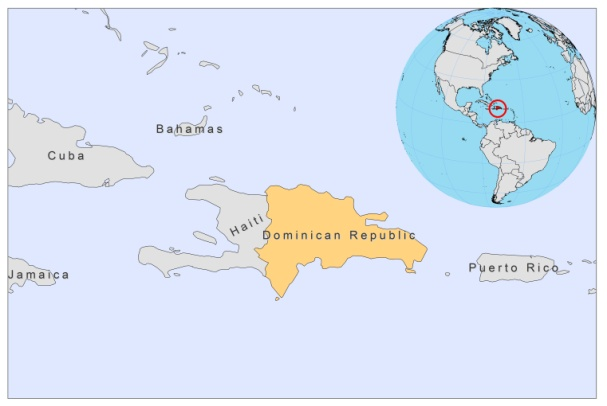 Bahamas
Cuba
Haiti
Dominican Republic
Jamaica
Puerto Rico